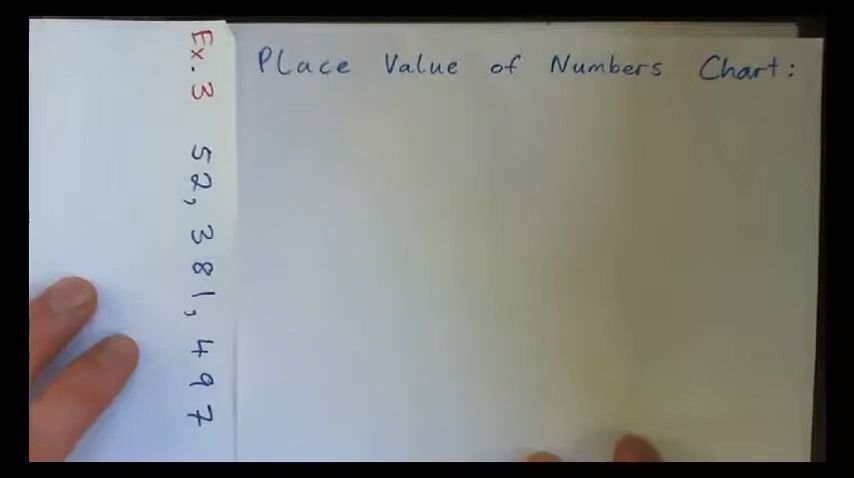 Ex. 3 52, 381, 497
Place Value of Numbers Chart: